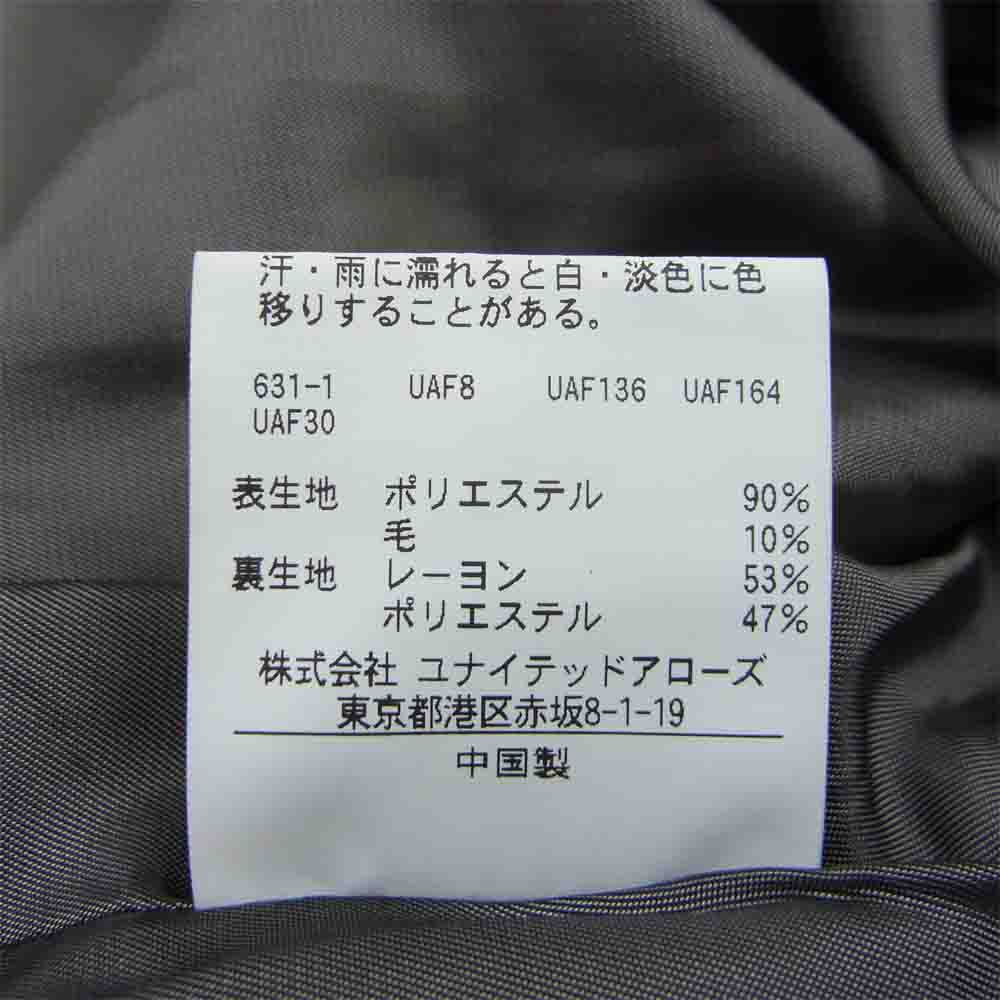 汗・雨に濡れると白・淡色に色
移りすることがある。
631-1 UAF8 UAF136 UAF164
UAF30
表生地 ポリエステル 90%
毛 10%
裏生地 レーヨン 53%
ポリエステル 47%
株式会社 ユナイテッドアローズ
東京都港区赤坂8-1-19
中国製